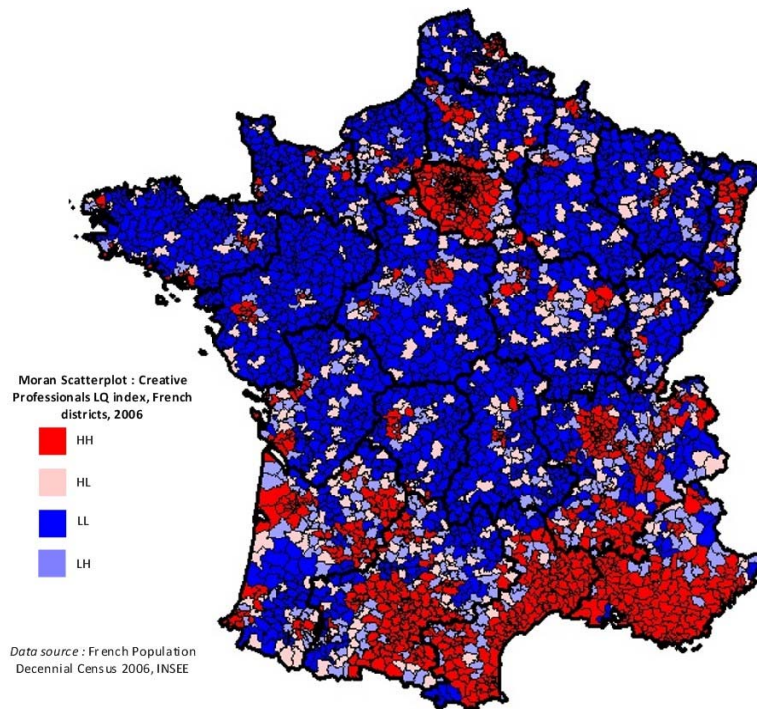 Moran Scatterplot : Creative
Professionals LQ index, French
districts, 2006
HH
HL
LL
LH
Data source : French Population
Decennial Census 2006, INSEE